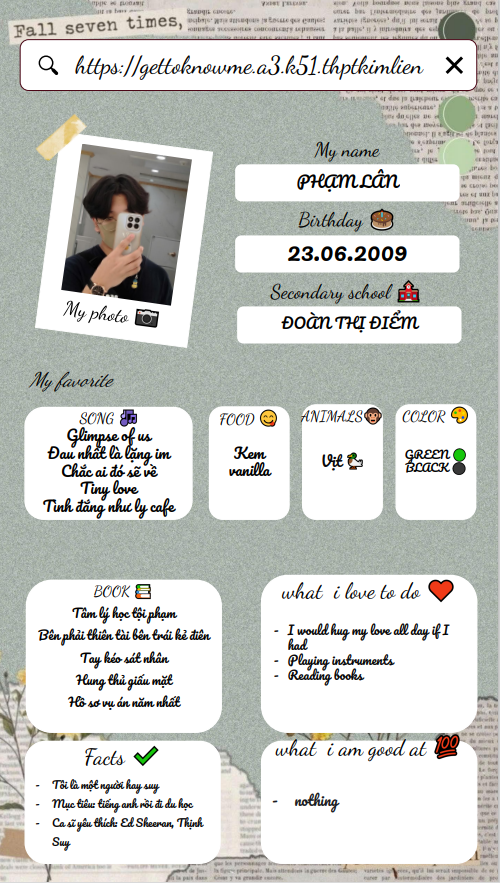 Fall seven times,
https://gettoknowme.a3.k51.thptkimlien
My name
PHẠM LÂN
Birthday
23.06.2009
Secondary school
ĐOÀN THỊ ĐIỂM
My photo
My favorite
SONG
Glimpse of us
Đau nhất là lặng im
Chắc ai đó sẽ về
Tiny love
Tình đắng như ly cafe
FOOD
Kem
vanilla
ANIMALS
Vịt
COLOR
GREEN
BLACK
BOOK
Tâm lý học tội phạm
Bên phải thiên tài bên trái kẻ điên
Tay kéo sát nhân
Hung thủ giấu mặt
Hồ sơ vụ án năm nhất
what i love to do
- I would hug my love all day if I
had
- Playing instruments
- Reading books
Facts
- Tôi là một người hay suy
- Mục tiêu: tiếng anh rồi đi du học
- Ca sĩ yêu thích: Ed Sheeran, Thịnh
Suy
what i am good at
- nothing